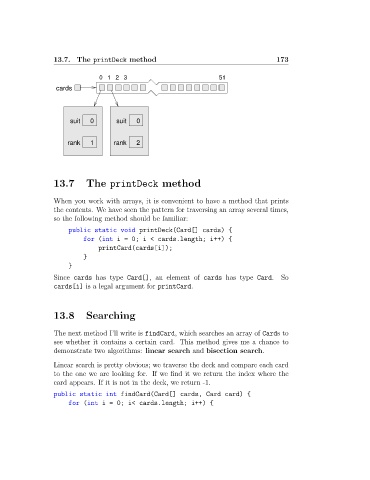 13.7. The printDeck method 173
0 1 2 3 51
cards
suit 0 suit 0
rank 1 rank 2
13.7 The printDeck method
When you work with arrays, it is convenient to have a method that prints
the contents. We have seen the pattern for traversing an array several times,
so the following method should be familiar:
public static void printDeck(Card[] cards) {
for (int i = 0; i < cards.length; i++) {
printCard(cards[i]);
}
}
Since cards has type Card[], an element of cards has type Card. So
cards[i] is a legal argument for printCard.
13.8 Searching
The next method I'll write is findCard, which searches an array of Cards to
see whether it contains a certain card. This method gives me a chance to
demonstrate two algorithms: linear search and bisection search.
Linear search is pretty obvious; we traverse the deck and compare each card
to the one we are looking for. If we find it we return the index where the
card appears. If it is not in the deck, we return -1.
public static int findCard(Card[] cards, Card card) {
for (int i = 0; i< cards.length; i++) {